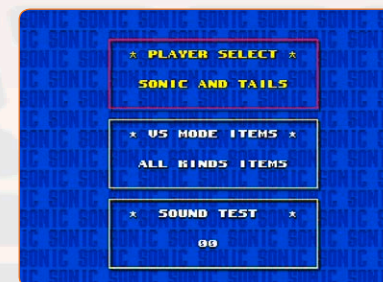 * PLAYER SELECT *
SONIC AND TAILS
* VS MODE ITEMS *
ALL KINDS ITEMS
* SOUND TEST *
00